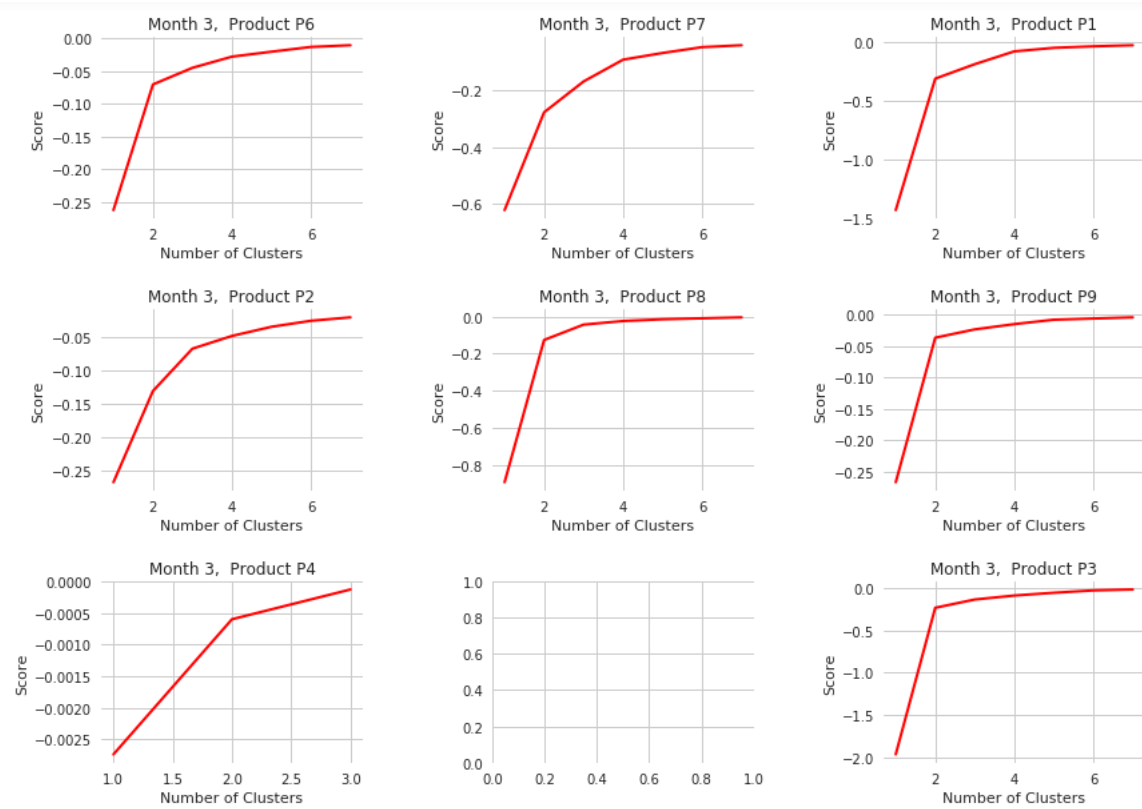 Month 3,  Product P6
0.00
−0.05
−0.10
−0.15
−0.20
−0.25
Score
2 4 6
Number of Clusters
Month 3,  Product P7
−0.2
−0.4
−0.6
Score
2 4 6
Number of Clusters
Month 3,  Product P1
0.0
−0.5
−1.0
−1.5
Score
2 4 6
Number of Clusters
Month 3,  Product P2
−0.05
−0.10
−0.15
−0.20
−0.25
Score
2 4 6
Number of Clusters
Month 3,  Product P8
0.0
−0.2
−0.4
−0.6
−0.8
Score
2 4 6
Number of Clusters
Month 3,  Product P9
0.00
−0.05
−0.10
−0.15
−0.20
−0.25
Score
2 4 6
Number of Clusters
Month 3,  Product P4
0.0000
−0.0005
−0.0010
−0.0015
−0.0020
−0.0025
Score
1.0 1.5 2.0 2.5 3.0
Number of Clusters
1.0
0.8
0.6
0.4
0.2
0.0
0.0 0.2 0.4 0.6 0.8 1.0
Month 3,  Product P3
0.0
−0.5
−1.0
−1.5
−2.0
Score
2 4 6
Number of Clusters